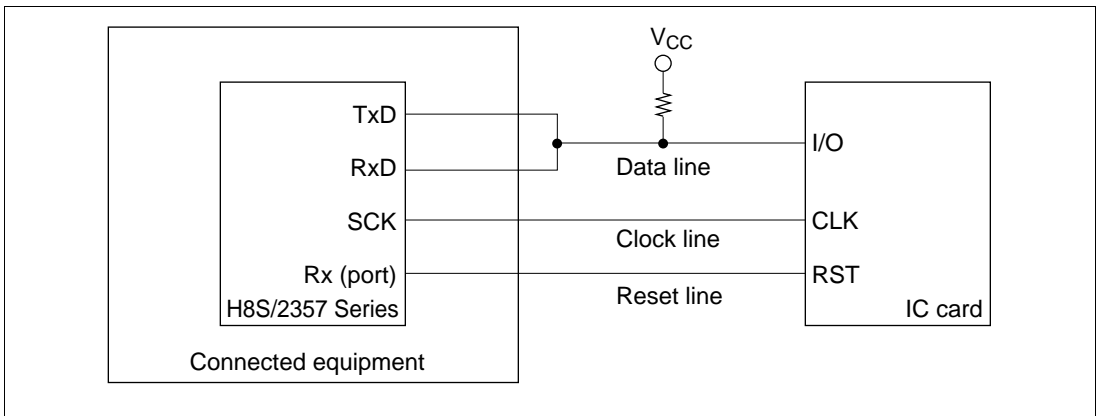 VCC
TxD
I/O
RxD
Data line
SCK
CLK
Clock line
Rx (port)
RST
Reset line
H8S/2357 Series
IC card
Connected equipment